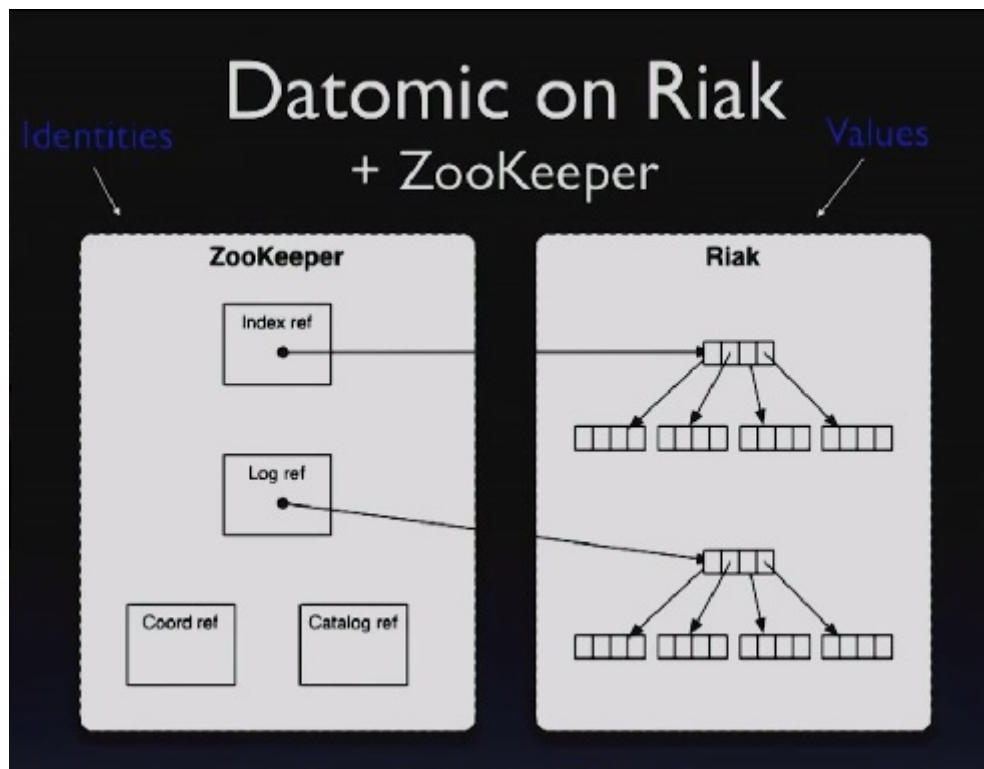 Datomic on Riak
+ ZooKeeper
Identities
Values
ZooKeeper
Index ref
Log ref
Coord ref
Catalog ref
Riak